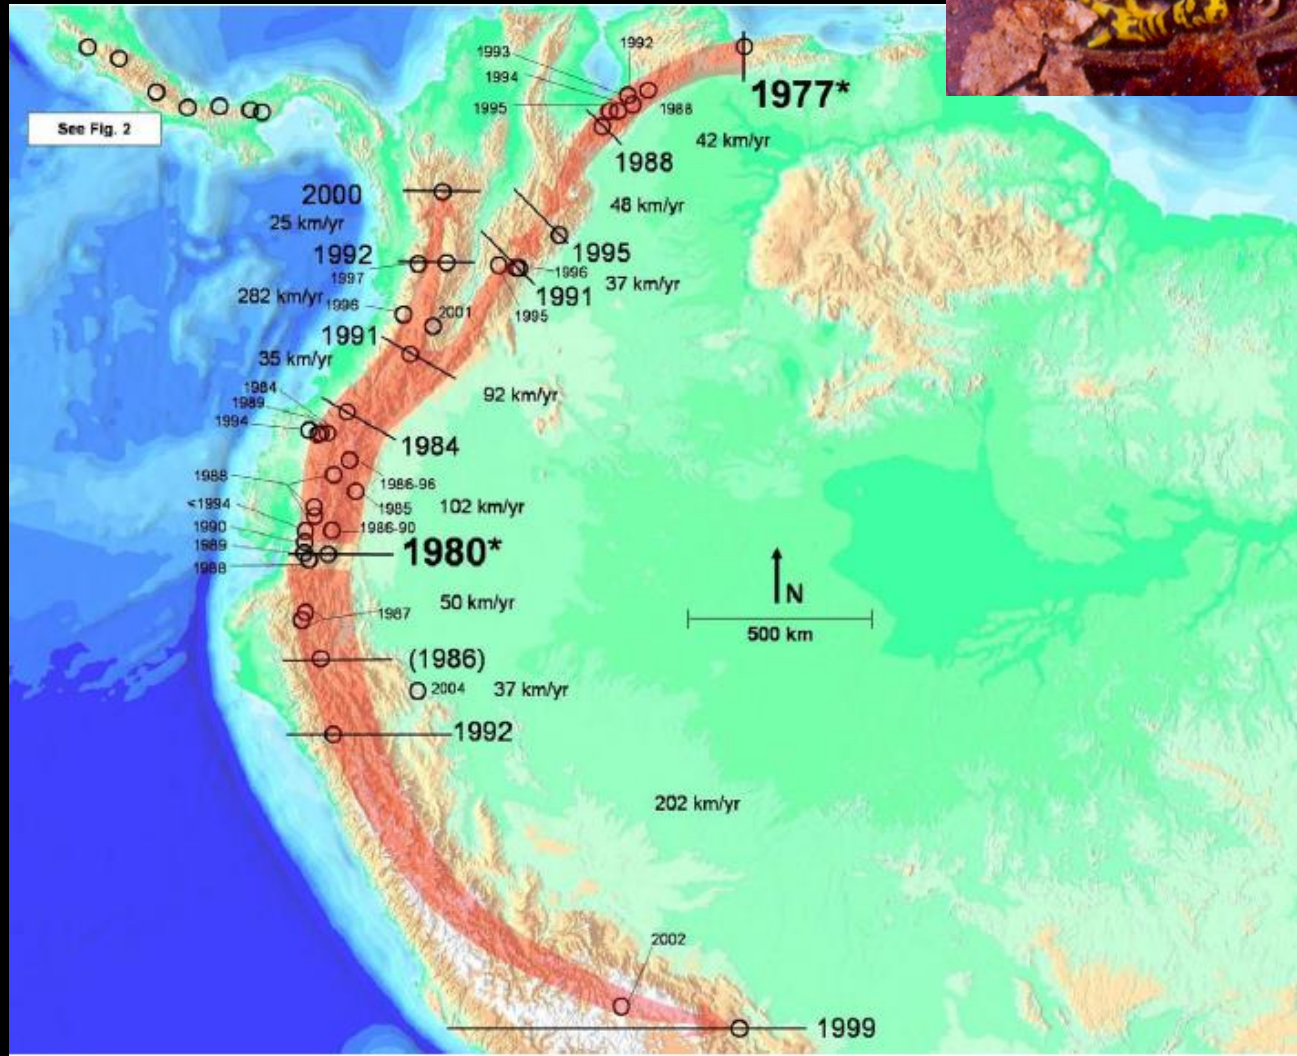 1992
1993
1994
1977*
1995
1988
See Fig. 2
42 km/yr
1988
2000
48 km/yr
25 km/yr
1995
1992
1997
1996
1991
37 km/yr
282 km/yr
1996
2001
1995
1991
35 km/yr
1984
92 km/yr
1989
1994
1984
1988
1986-96
<1994
1985
102 km/yr
1990
1986-90
1989
1980*
1988
N
50 km/yr
1987
500 km
(1986)
2004
37 km/yr
1992
202 km/yr
2002
1999